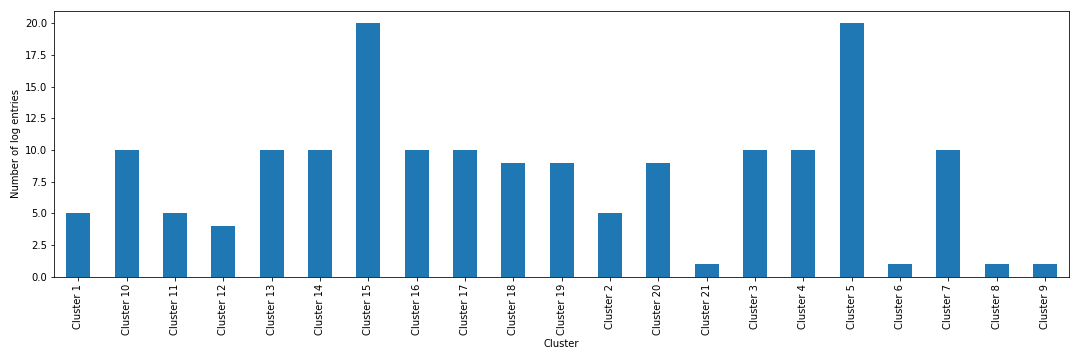 20.0
17.5
15.0
12.5
10.0
7.5
5.0
2.5
0.0
Number of log entries
Cluster 1
Cluster 10
Cluster 11
Cluster 12
Cluster 13
Cluster 14
Cluster 15
Cluster 16
Cluster 17
Cluster 18
Cluster 19
Cluster 2
Cluster 20
Cluster 21
Cluster 3
Cluster 4
Cluster 5
Cluster 6
Cluster 7
Cluster 8
Cluster 9
Cluster